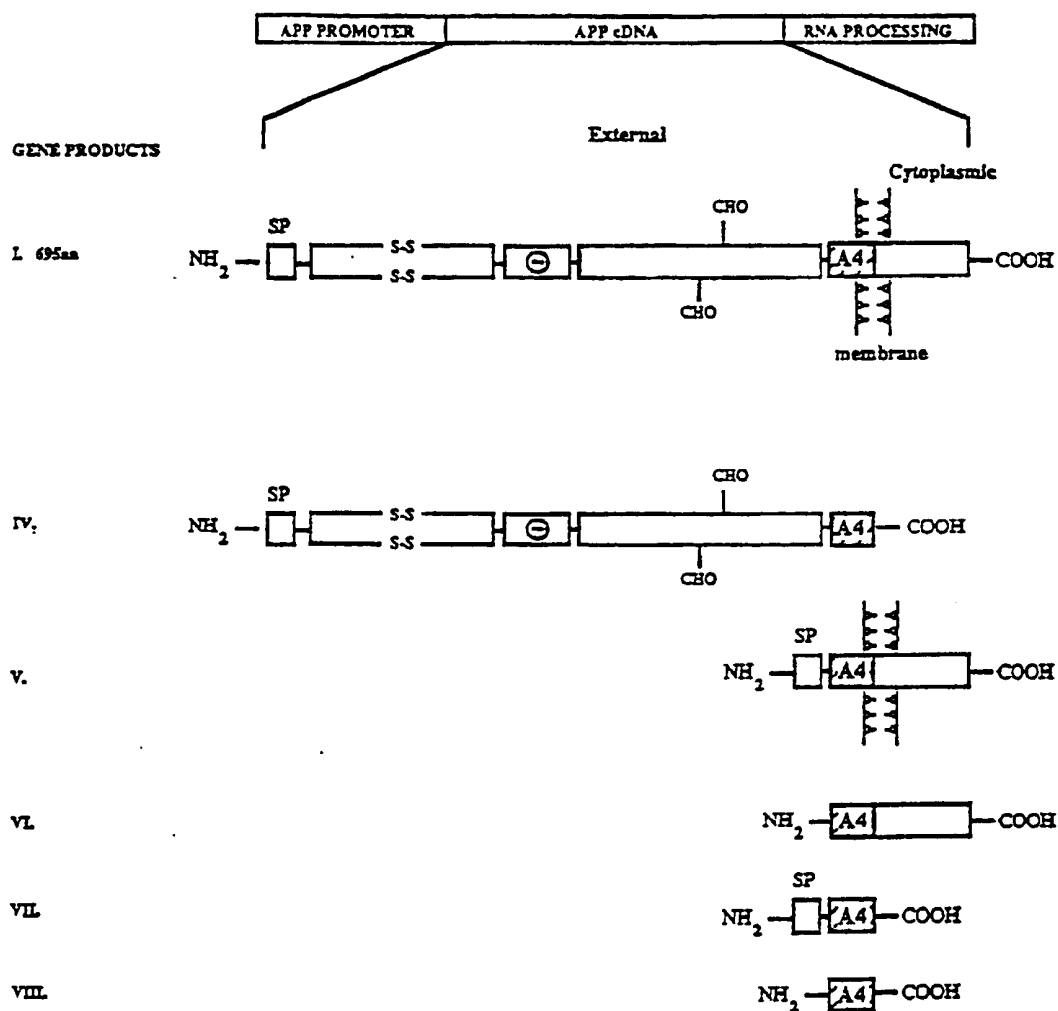 APP PROMOTER APP cDNA RNA PROCESSING
External
GENE PRODUCTS
Cytoplasmic
CHO
SP
I. 695aa NH2 S-S ⊖ A4 COOH
S-S
CHO
membrane
CHO
SP
IV. NH2 S-S ⊖ A4 COOH
S-S
CHO
SP
V. NH2 A4 COOH
VI. NH2 A4 COOH
SP
VII. NH2 A4 COOH
VIII. NH2 A4 COOH